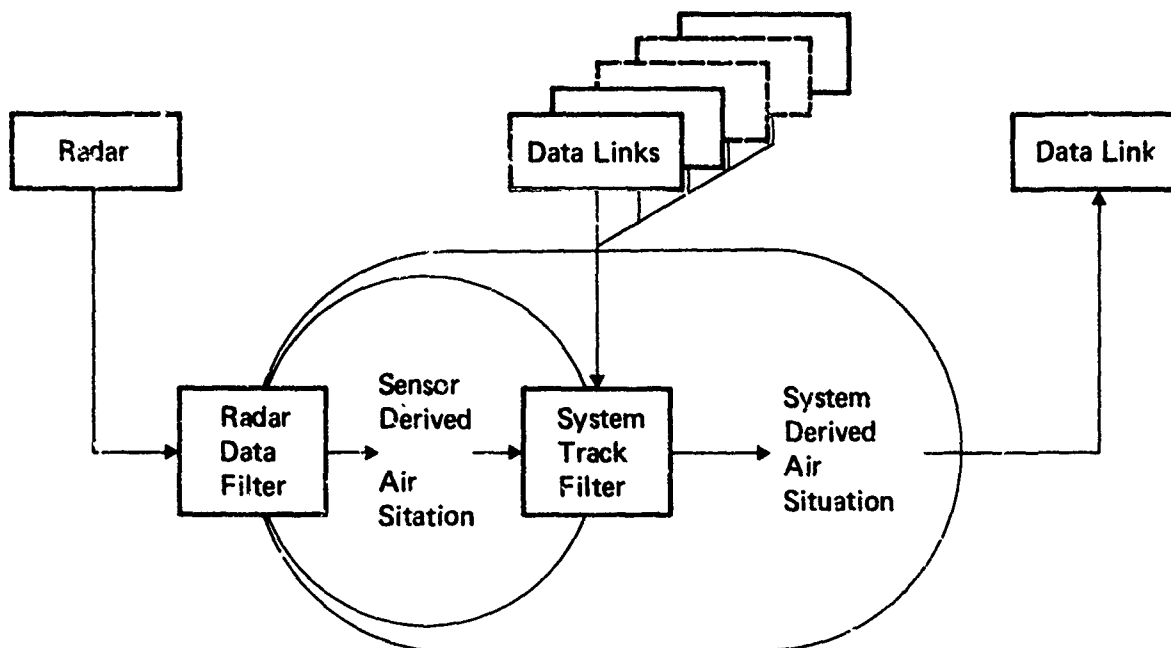 Radar
Data Links
Data Link
Radar
Data
Filter
Sensor
Derived
Air
Sitation
System
Track
Filter
System
Derived
Air
Situation